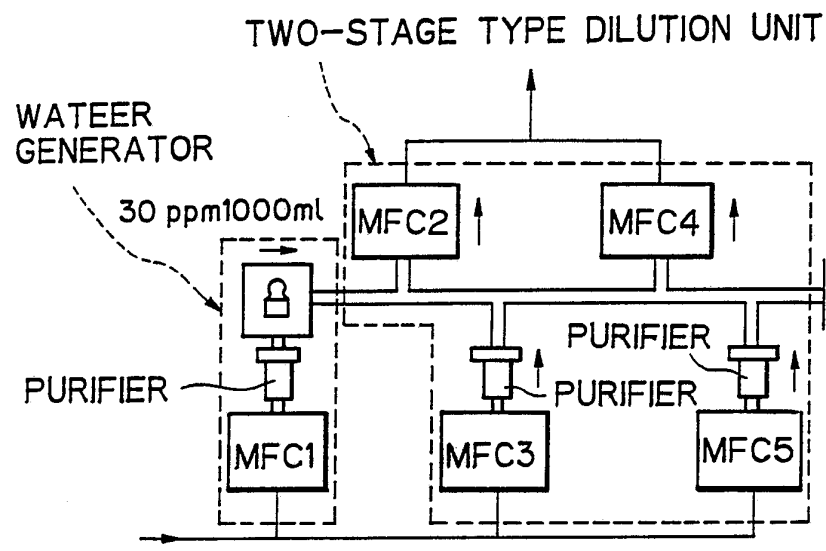 TWO-STAGE TYPE DILUTION UNIT
WATEER
GENERATOR
30 ppm1000ml
MFC2
MFC4
PURIFIER
PURIFIER
PURIFIER
MFC1
MFC3
MFC5